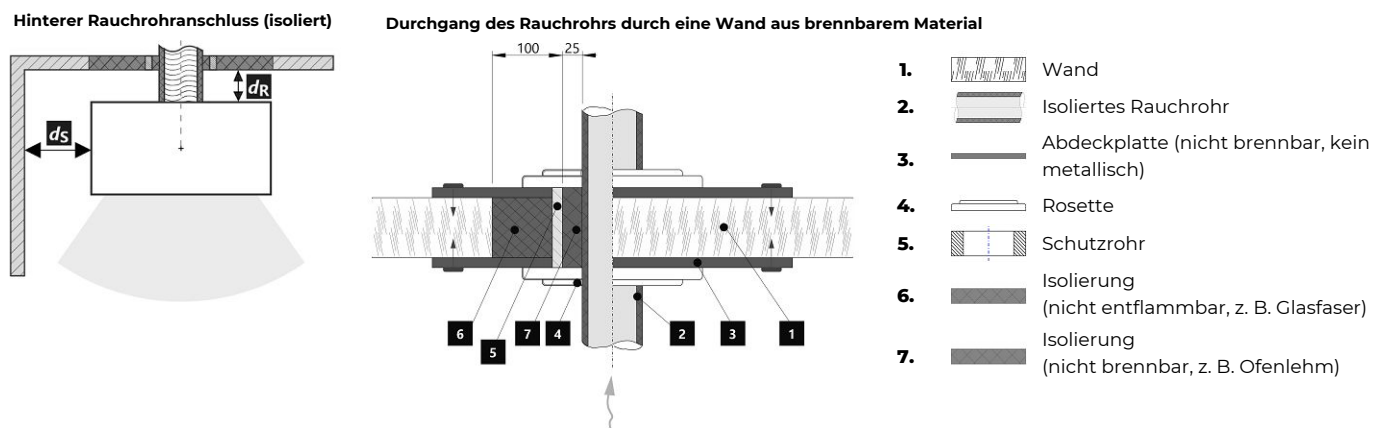 Hinterer Rauchrohranschluss (isoliert)
dR
dS
Durchgang des Rauchrohrs durch eine Wand aus brennbarem Material
100
25
6
5
7
4
2
3
1
1.
Wand
2.
Isoliertes Rauchrohr
3.
Abdeckplatte (nicht brennbar, kein
metallisch)
4.
Rosette
5.
Schutzrohr
6.
Isolierung
(nicht entflammbar, z. B. Glasfaser)
7.
Isolierung
(nicht brennbar, z. B. Ofenlehm)